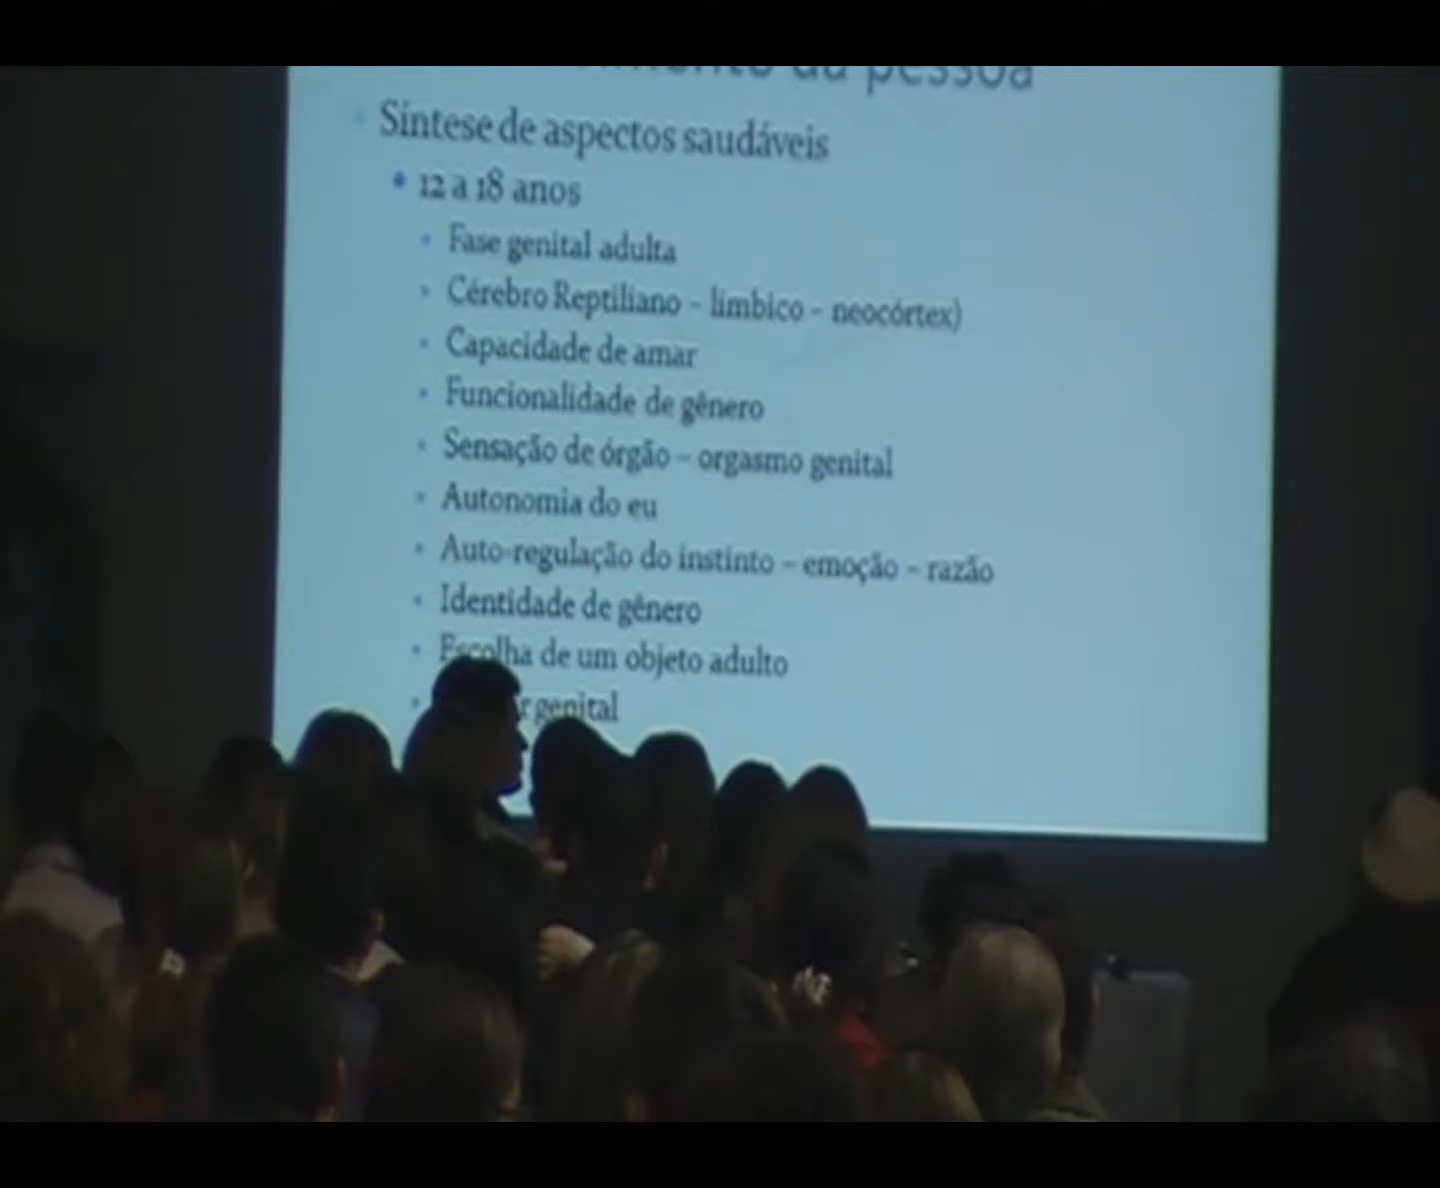 da pessoa
Síntese de aspectos saudáveis
12 a 18 anos
Fase genital adulta
Cérebro Reptiliano – límbico – neocórtex)
Capacidade de amar
Funcionalidade de gênero
Sensação de órgão – orgasmo genital
Autonomia do eu
Auto-regulação do instinto – emoção – razão
Identidade de gênero
Escolha de um objeto adulto
genital